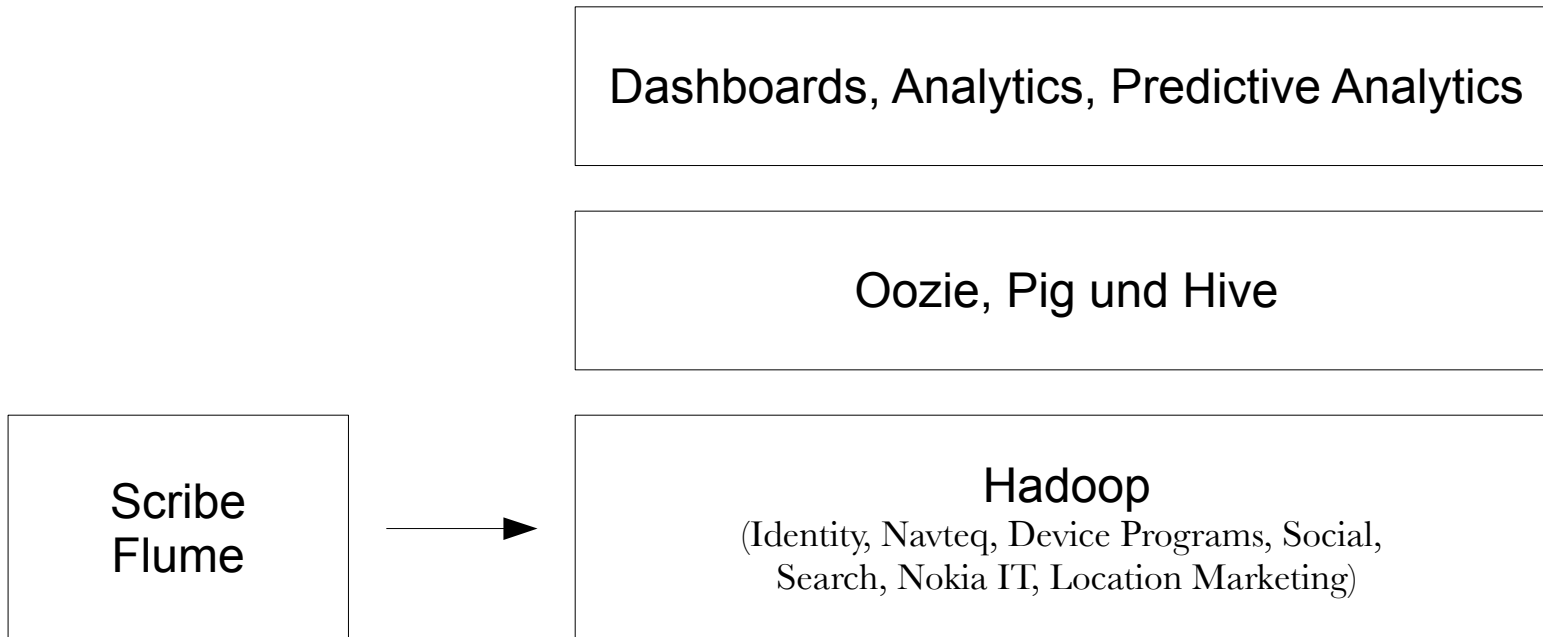 Dashboards, Analytics, Predictive Analytics
Oozie, Pig und Hive
Scribe
Flume
Hadoop
(Identity, Navteq, Device Programs, Social,
Search, Nokia IT, Location Marketing)